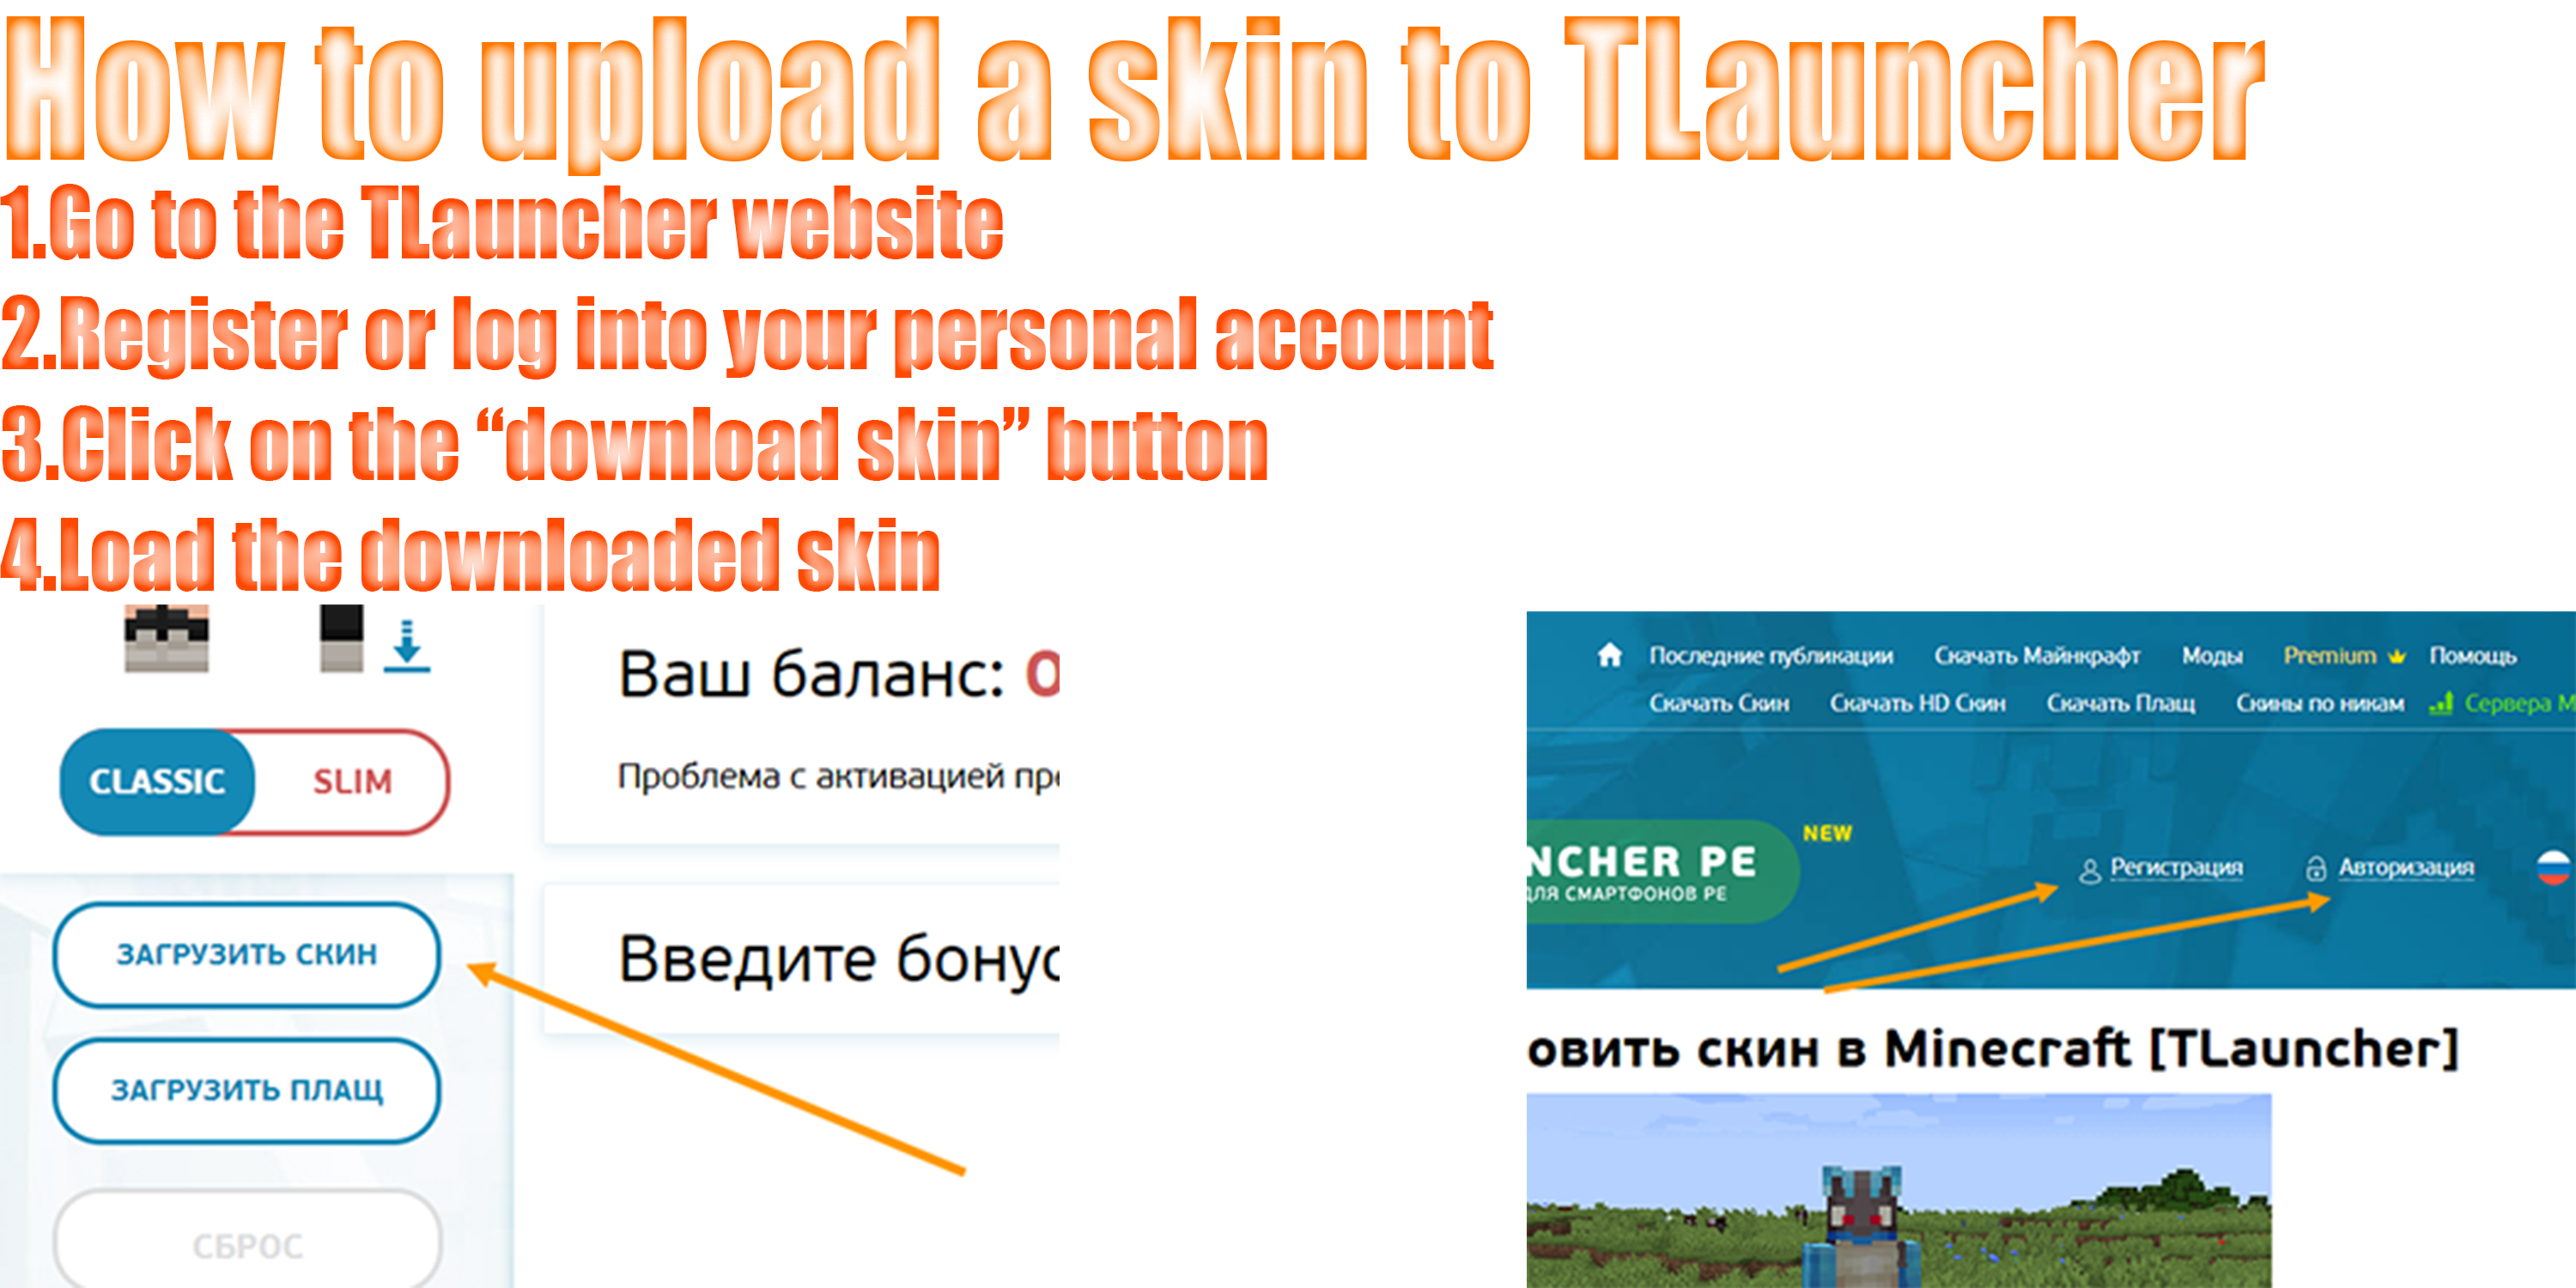 How to upload a skin to TLauncher
1.Go to the TLauncher website
2.Register or log into your personal account
3.Click on the “download skin” button
4.Load the downloaded skin
Ваш баланс: 0
Проблема с активацией пре
CLASSIC SLIM
ЗАГРУЗИТЬ СКИН
Введите бонус
ЗАГРУЗИТЬ ПЛАЩ
СБРОС
Последние публикации Скачать Майнкрафт Моды Premium Помощь
Скачать Скин Скачать HD Скин Скачать Плащ Скины по никам Сервера М
NEW
NCHER PE
ДЛЯ СМАРТФОНОВ PE
Регистрация Авторизация
овить скин в Minecraft [TLauncher]